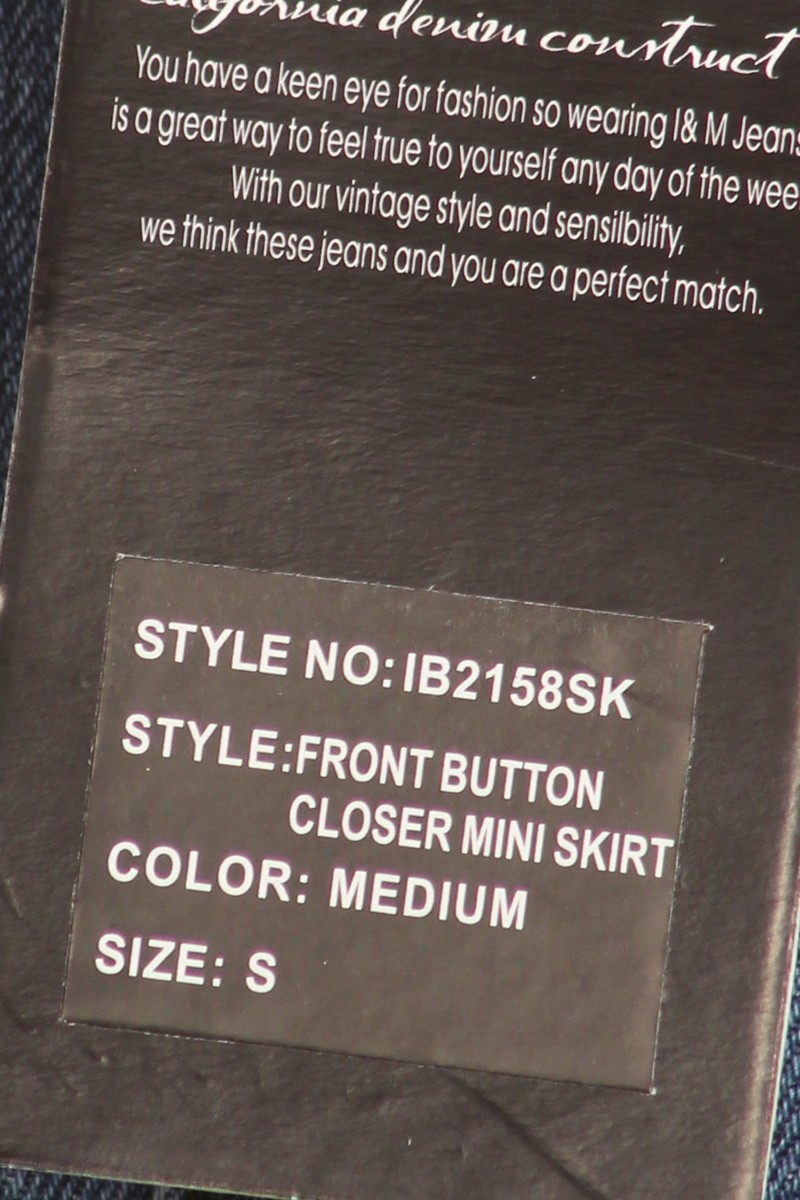 California denim construct
You have a keen eye for fashion so wearing I& M Jeans
is a great way to feel true to yourself any day of the wee
With our vintage style and sensilbility,
we think these jeans and you are a perfect match.
STYLE NO: IB2158SK
STYLE:FRONT BUTTON
CLOSER MINI SKIRT
COLOR: MEDIUM
SIZE: S